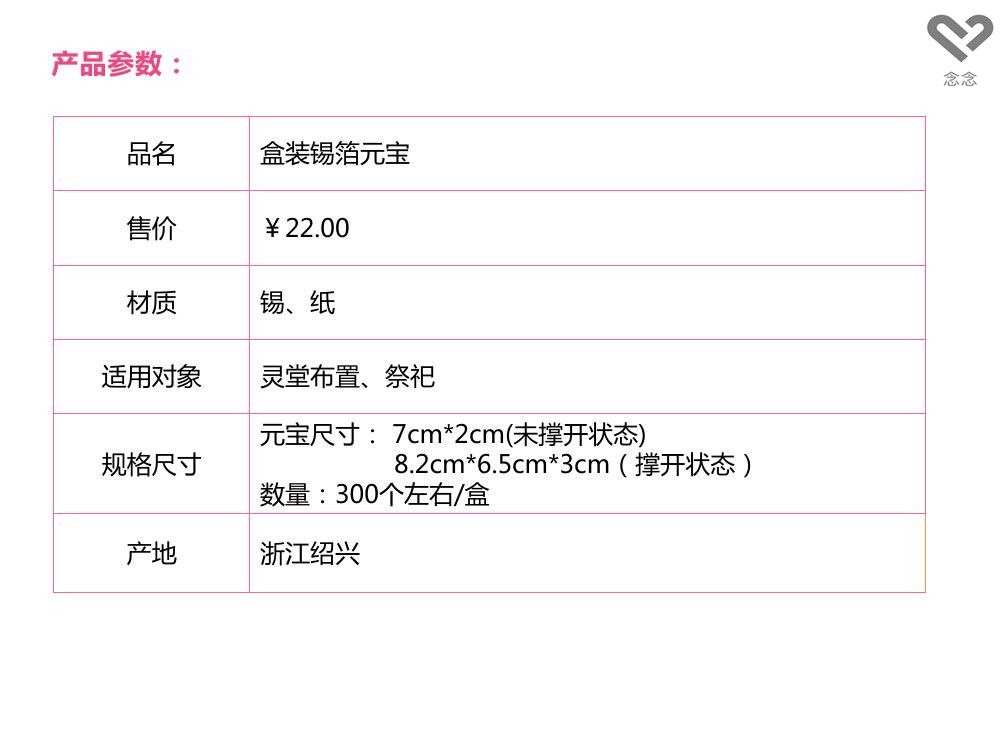 产品参数：
念念
品名 盒装锡箔元宝
售价 ￥22.00
材质 锡、纸
适用对象 灵堂布置、祭祀
规格尺寸 元宝尺寸： 7cm*2cm(未撑开状态)
8.2cm*6.5cm*3cm（撑开状态）
数量：300个左右/盒
产地 浙江绍兴